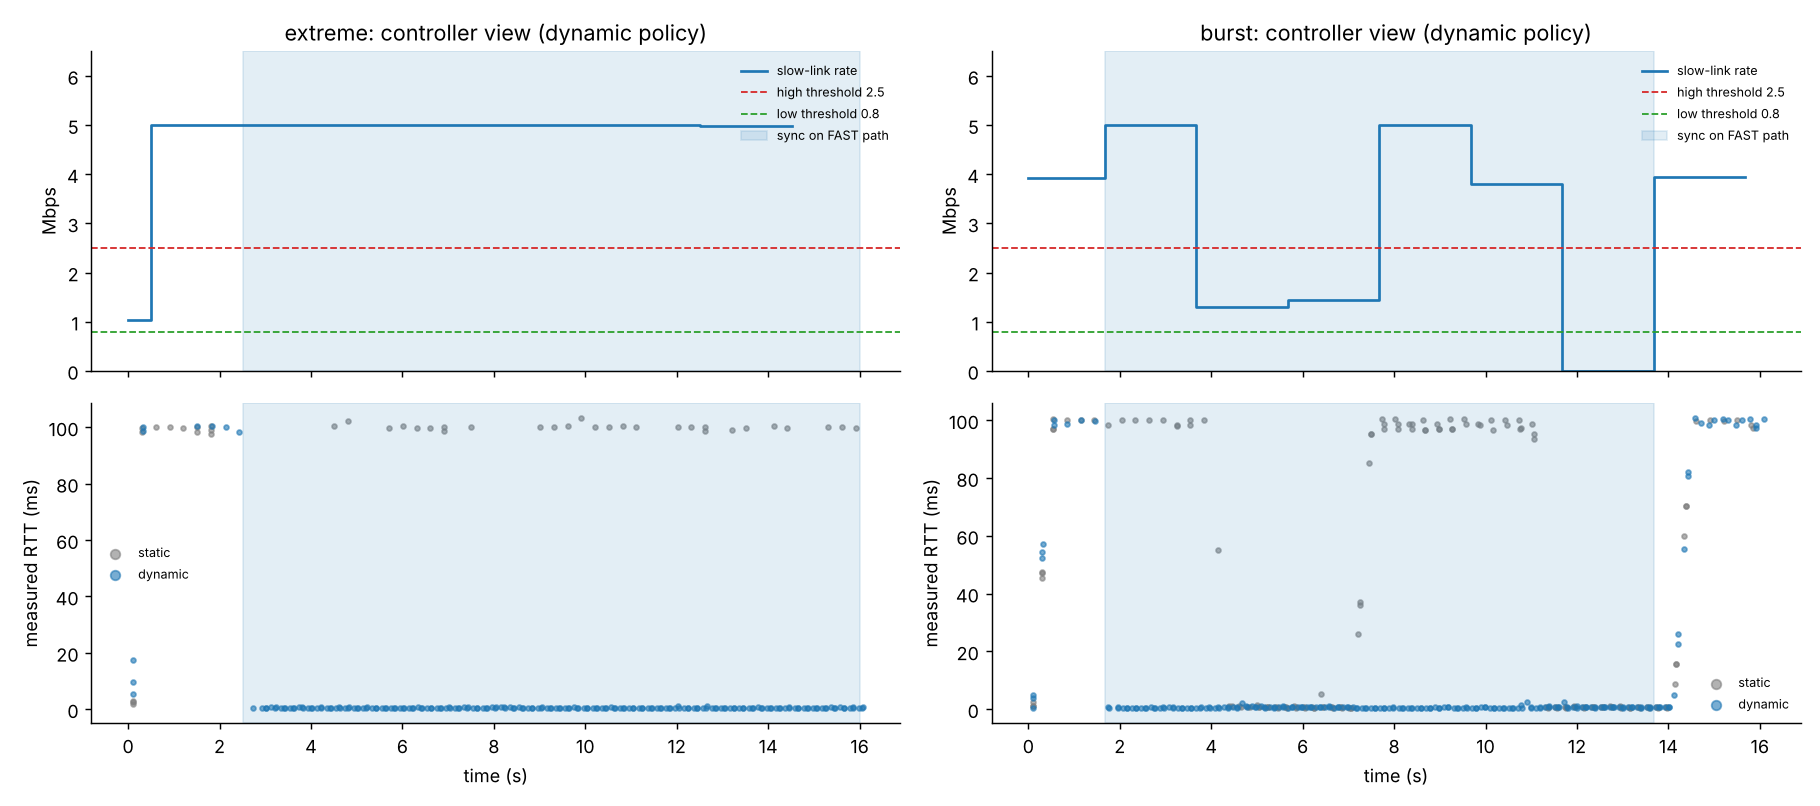 extreme: controller view (dynamic policy)
6
5
4
3
2
1
0
Mbps
slow-link rate
high threshold 2.5
low threshold 0.8
sync on FAST path
burst: controller view (dynamic policy)
6
5
4
3
2
1
0
Mbps
slow-link rate
high threshold 2.5
low threshold 0.8
sync on FAST path
100
80
60
40
20
0
measured RTT (ms)
static
dynamic
0 2 4 6 8 10 12 14 16
time (s)
100
80
60
40
20
0
measured RTT (ms)
static
dynamic
0 2 4 6 8 10 12 14 16
time (s)